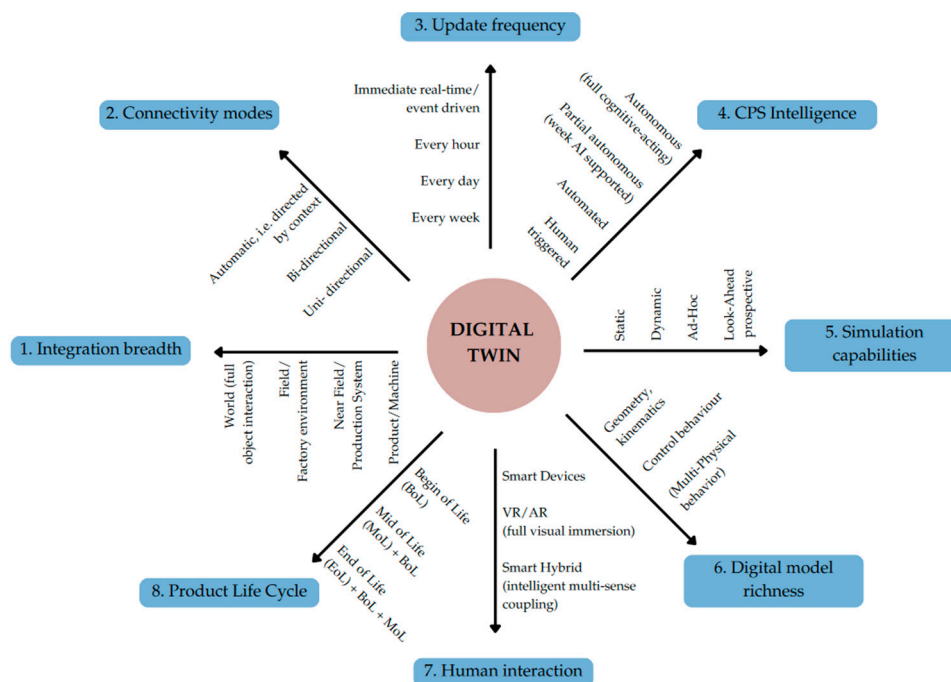 3. Update frequency
Immediate real-time/
event driven
Every hour
Every day
Every week
2. Connectivity modes
Automatic, i.e. directed
by context
Bi-directional
Uni- directional
4. CPS Intelligence
Autonomous
(full cognitive-acting)
Partial autonomous
(week AI supported)
Automated
Human
triggered
DIGITAL
TWIN
1. Integration breadth
World (full
object interaction)
Field/
Factory environment
Near Field/
Production System
Product/Machine
Static
Dynamic
Ad-Hoc
Look-Ahead
prospective
5. Simulation
capabilities
Geometry,
kinematics
Control behaviour
(Multi-Physical
behavior)
6. Digital model
richness
Smart Devices
VR/AR
(full visual immersion)
Smart Hybrid
(intelligent multi-sense
coupling)
7. Human interaction
Begin of Life
(BoL)
Mid of Life
(MoL) + BoL
End of Life
(EoL) + BoL + MoL
8. Product Life Cycle